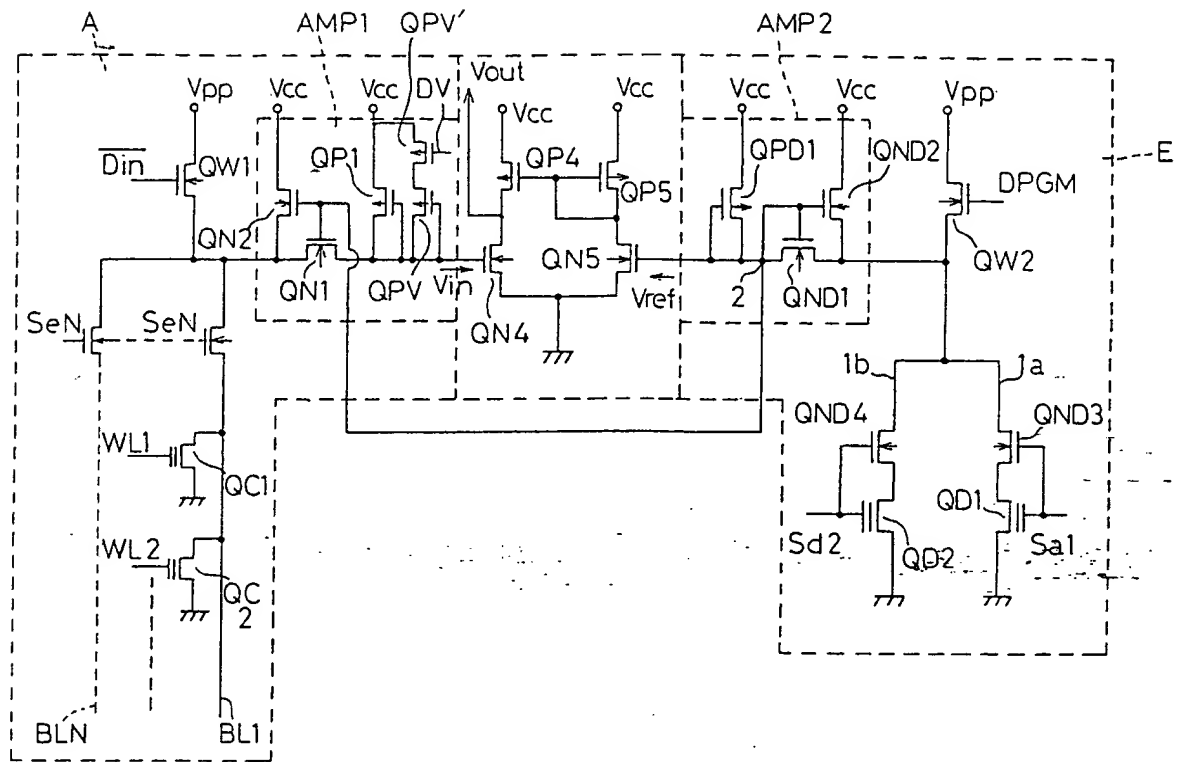 A
AMP1
QPV'
AMP2
Vpp
Vcc
Vcc
DV
Vout
Vcc
Vcc
Vcc
Vcc
Vpp
E
Din
QW1
QP1
QP4
QP5
QPD1
QND2
DPGM
QN2
QN1
QPV
Vin
QN4
QN5
Vref
2
QND1
QW2
SeN
SeN
1b
1a
WL1
QC1
QND4
QND3
WL2
QC
2
Sd2
QD2
QD1
Sa1
BLN
BL1